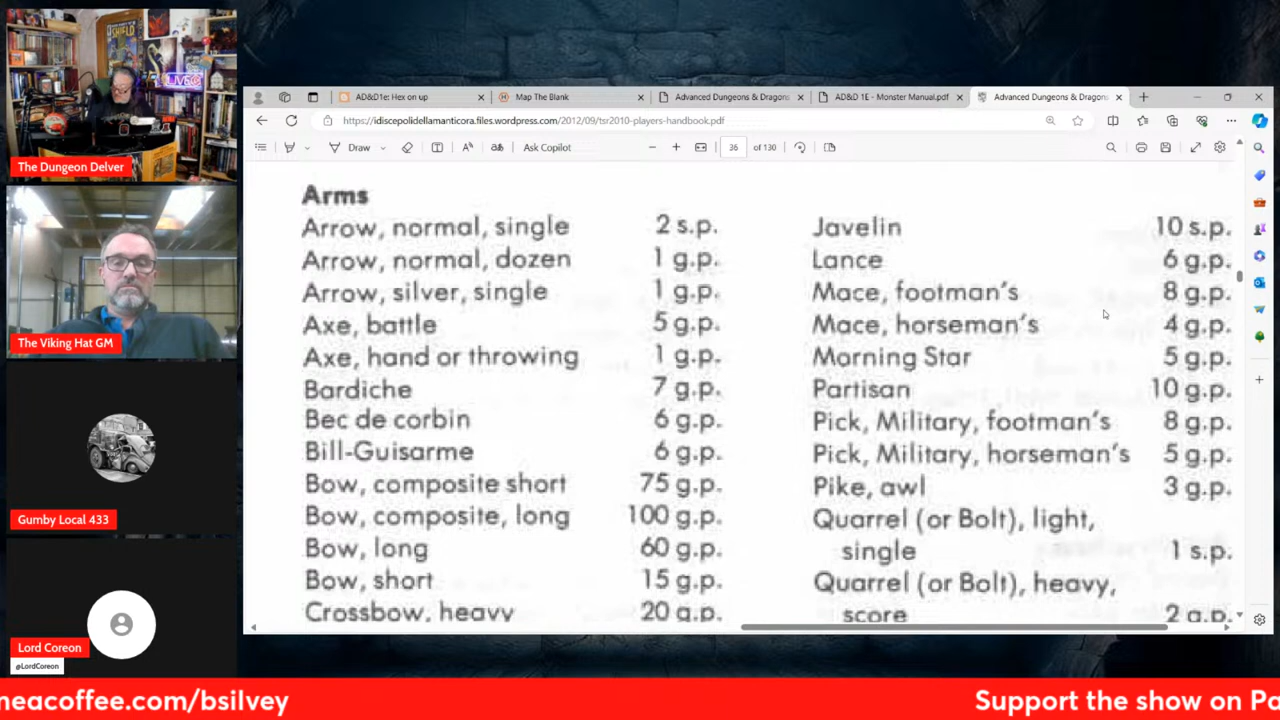 SHIELD
LIVE
The Dungeon Delver
The Viking Hat GM
Gumby Local 433
Lord Coreon
@LordCoreon
AD&D1e: Hex on up
Map The Blank
Advanced Dungeons & Dragons
AD&D 1E - Monster Manual.pdf
Advanced Dungeons & Dragons
https://idiscepolidellamanticora.files.wordpress.com/2012/09/tsr2010-players-handbook.pdf
Draw
Ask Copilot
36 of 130
Arms
Arrow, normal, single 2 s.p.
Arrow, normal, dozen 1 g.p.
Arrow, silver, single 1 g.p.
Axe, battle 5 g.p.
Axe, hand or throwing 1 g.p.
Bardiche 7 g.p.
Bec de corbin 6 g.p.
Bill-Guisarme 6 g.p.
Bow, composite short 75 g.p.
Bow, composite, long 100 g.p.
Bow, long 60 g.p.
Bow, short 15 g.p.
Crossbow, heavy 20 g.p.
Javelin 10 s.p.
Lance 6 g.p.
Mace, footman's 8 g.p.
Mace, horseman's 4 g.p.
Morning Star 5 g.p.
Partisan 10 g.p.
Pick, Military, footman's 8 g.p.
Pick, Military, horseman's 5 g.p.
Pike, awl 3 g.p.
Quarrel (or Bolt), light,
single 1 s.p.
Quarrel (or Bolt), heavy,
score 2 g.p.
meacoffee.com/bsilvey
Support the show on Pa